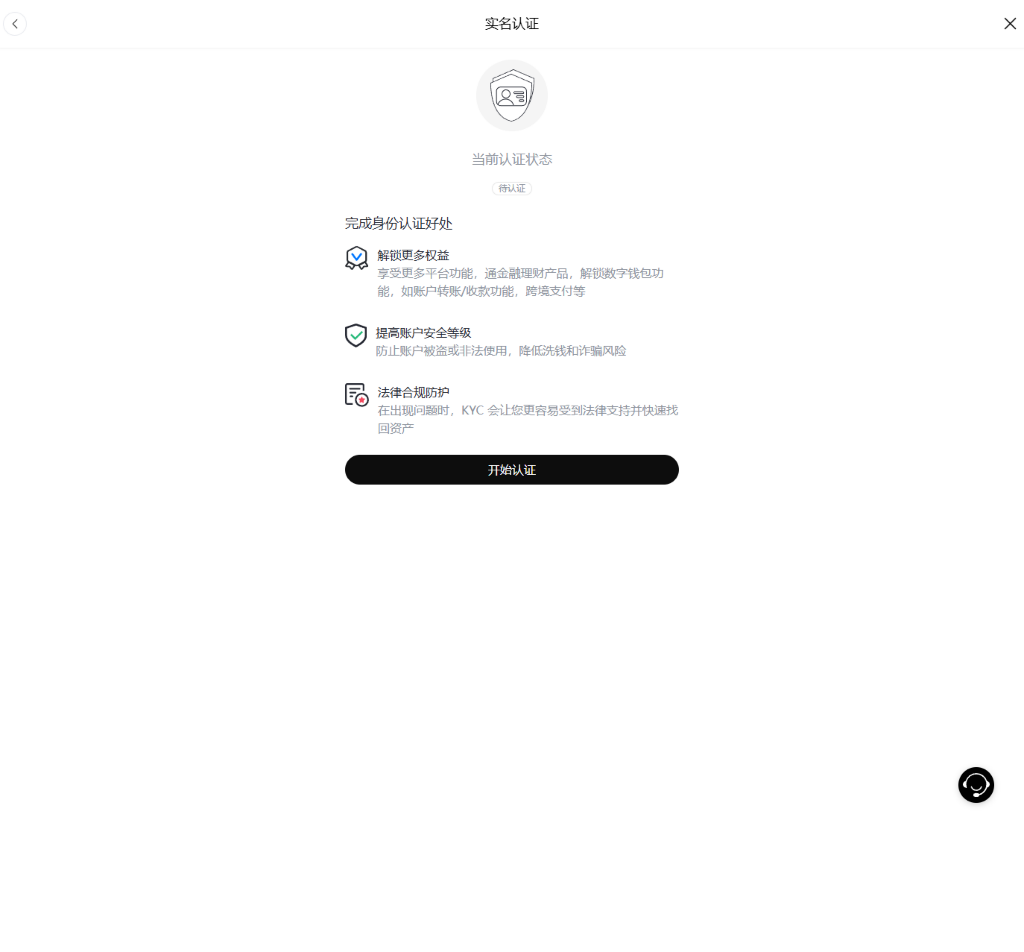 实名认证
当前认证状态
待认证
完成身份认证好处
解锁更多权益
享受更多平台功能，通金融理财产品，解锁数字钱包功
能，如账户转账/收款功能，跨境支付等
提高账户安全等级
防止账户被盗或非法使用，降低洗钱和诈骗风险
法律合规防护
在出现问题时，KYC 会让您更容易受到法律支持并快速找
回资产
开始认证